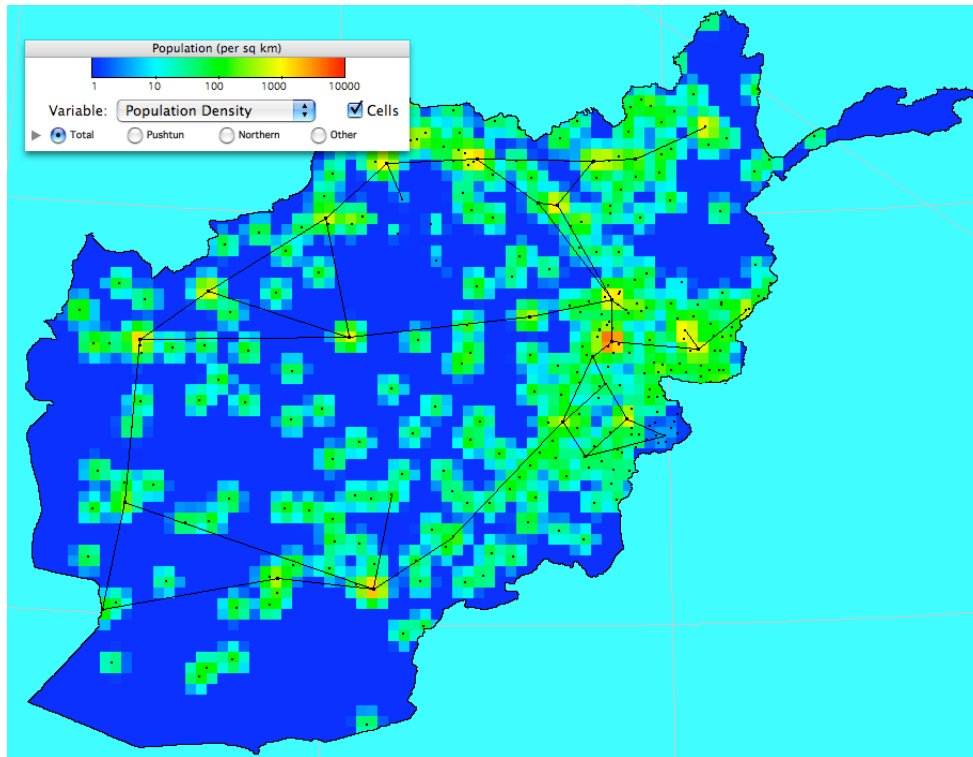 Population (per sq km)
1 10 100 1000 10000
Variable: Population Density Cells
Total Pushtun Northern Other